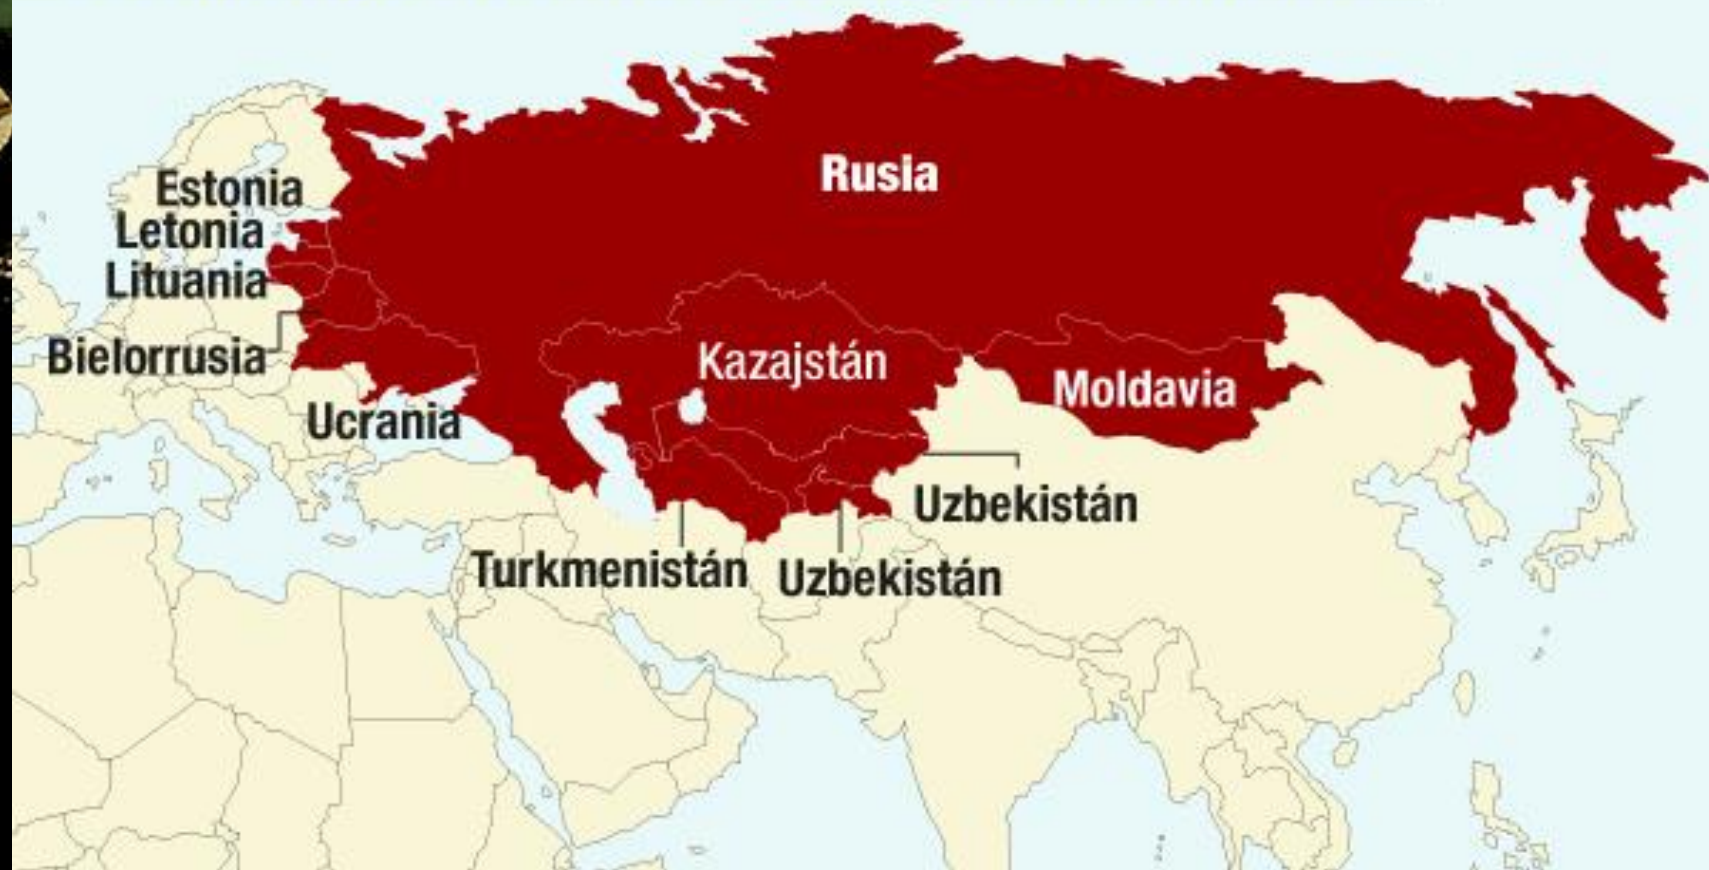 Rusia
Estonia
Letonia
Lituania
Bielorrusia
Kazajstán
Moldavia
Ucrania
Uzbekistán
Turkmenistán
Uzbekistán